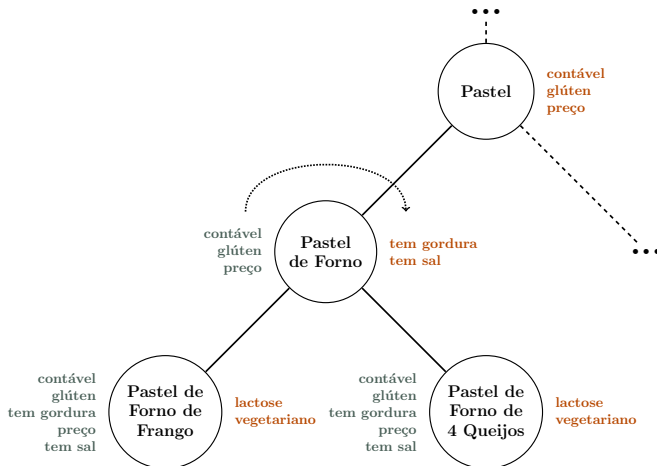 Pastel
contável
glúten
preço
contável
glúten
preço
Pastel
de Forno
tem gordura
tem sal
contável
glúten
tem gordura
preço
tem sal
Pastel de
Forno de
Frango
lactose
vegetariano
contável
glúten
tem gordura
preço
tem sal
Pastel de
Forno de
4 Queijos
lactose
vegetariano